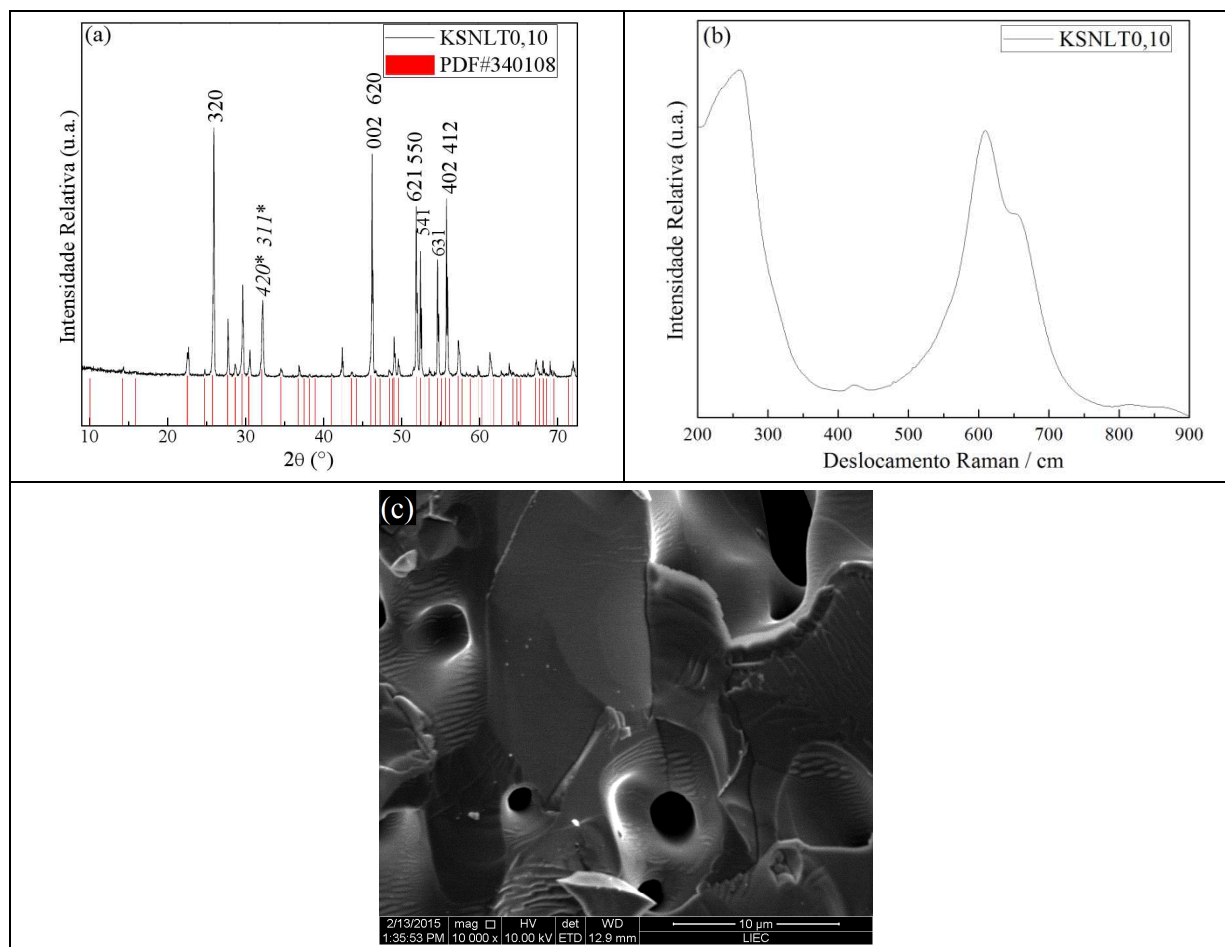 (a)
KSNLT0,10
PDF#340108
Intensidade Relativa (u.a.)
320
420* 311*
002 620
621 550
541
631
402 412
10 20 30 40 50 60 70
2θ (°)
(b)
KSNLT0,10
Intensidade Relativa (u.a.)
200 300 400 500 600 700 800 900
Deslocamento Raman / cm
(c)
2/13/2015 mag HV det WD 10 µm
1:35:53 PM 10 000 x 10.00 kV ETD 12.9 mm LIEC